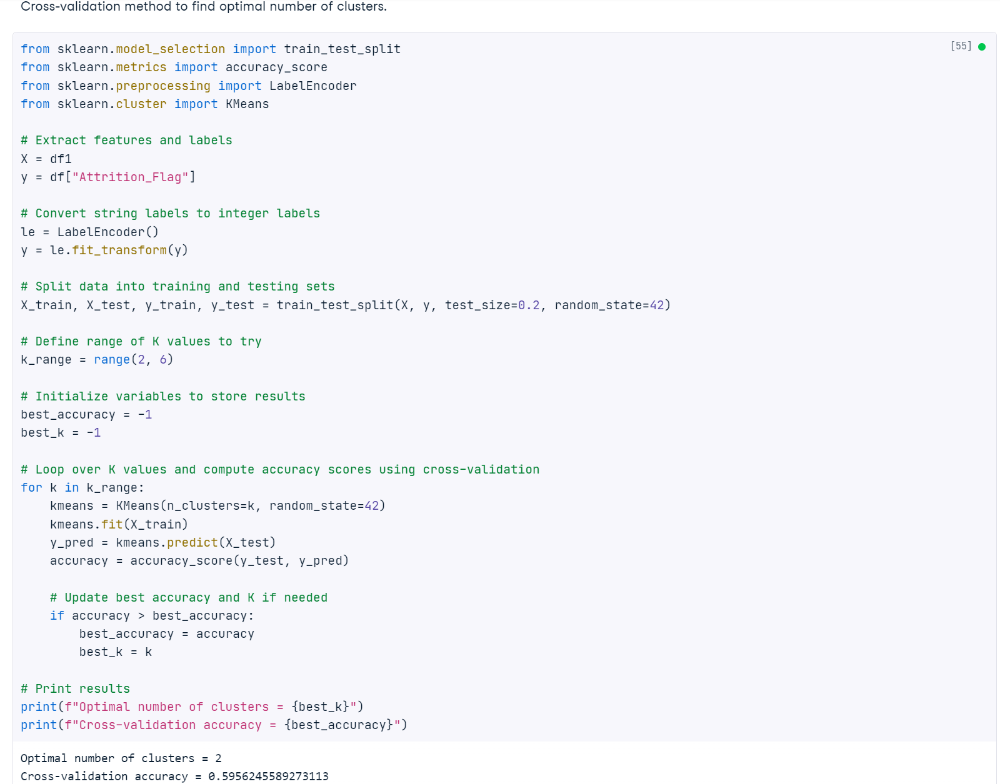 Cross-validation method to find optimal number of clusters.
[55]
from sklearn.model_selection import train_test_split
from sklearn.metrics import accuracy_score
from sklearn.preprocessing import LabelEncoder
from sklearn.cluster import KMeans

# Extract features and labels
X = df1
y = df["Attrition_Flag"]

# Convert string labels to integer labels
le = LabelEncoder()
y = le.fit_transform(y)

# Split data into training and testing sets
X_train, X_test, y_train, y_test = train_test_split(X, y, test_size=0.2, random_state=42)

# Define range of K values to try
k_range = range(2, 6)

# Initialize variables to store results
best_accuracy = -1
best_k = -1

# Loop over K values and compute accuracy scores using cross-validation
for k in k_range:
    kmeans = KMeans(n_clusters=k, random_state=42)
    kmeans.fit(X_train)
    y_pred = kmeans.predict(X_test)
    accuracy = accuracy_score(y_test, y_pred)

    # Update best accuracy and K if needed
    if accuracy > best_accuracy:
        best_accuracy = accuracy
        best_k = k

# Print results
print(f"Optimal number of clusters = {best_k}")
print(f"Cross-validation accuracy = {best_accuracy}")

Optimal number of clusters = 2
Cross-validation accuracy = 0.5956245589273113